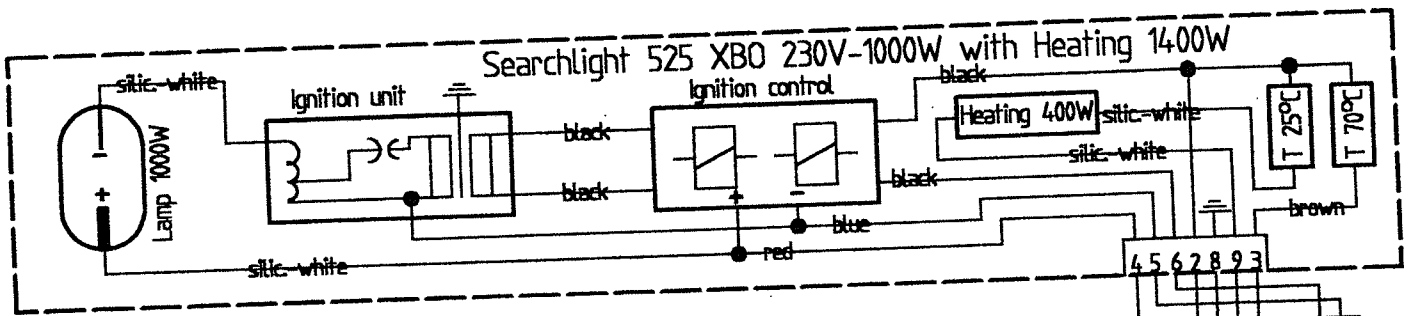 Searchlight 525 XBO 230V-1000W with Heating 1400W
silic.-white
Ignition unit
Ignition control
black
Heating 400W
silic.-white
T 25°C
T 70°C
Lamp 1000W
-
+
black
black
silic.-white
black
+
-
blue
brown
silic.-white
red
4 5 6 2 8 9 3